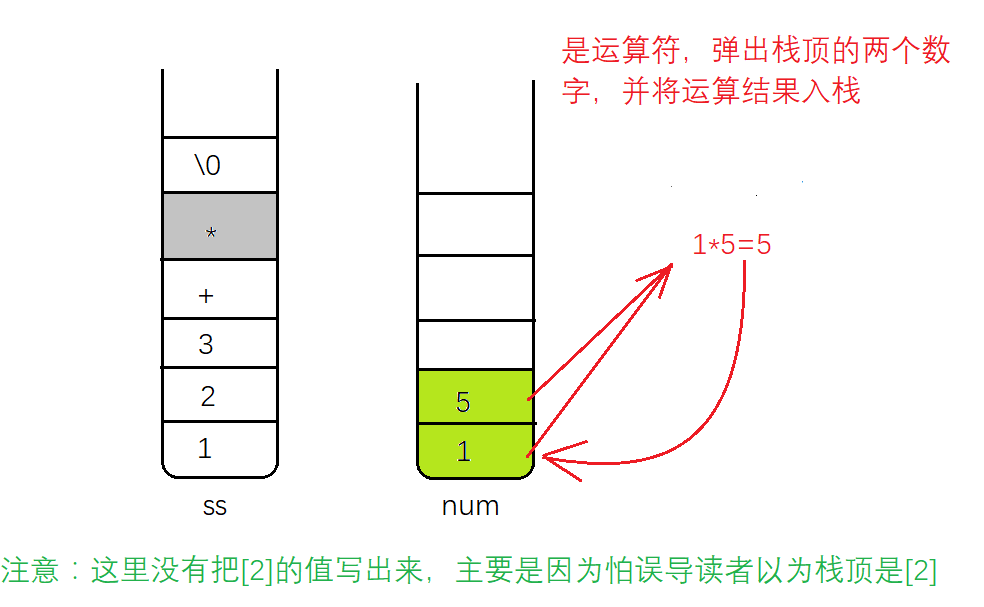 是运算符，弹出栈顶的两个数
字，并将运算结果入栈
\0
*
+
3
2
1
ss
5
1
num
1*5=5
注意：这里没有把[2]的值写出来，主要是因为怕误导读者以为栈顶是[2]